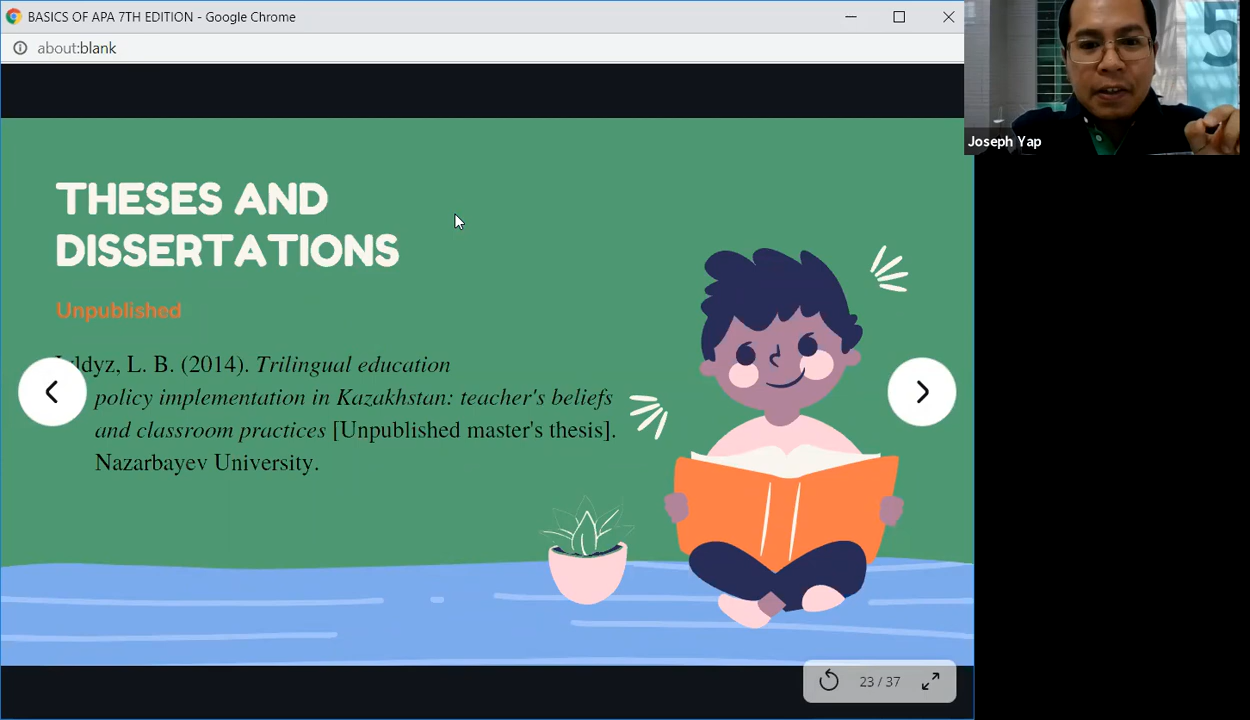 BASICS OF APA 7TH EDITION - Google Chrome
about:blank
5
Joseph Yap
THESES AND
DISSERTATIONS
Unpublished
L. B. (2014). Trilingual education
policy implementation in Kazakhstan: teacher's beliefs
and classroom practices [Unpublished master's thesis].
Nazarbayev University.
23 / 37